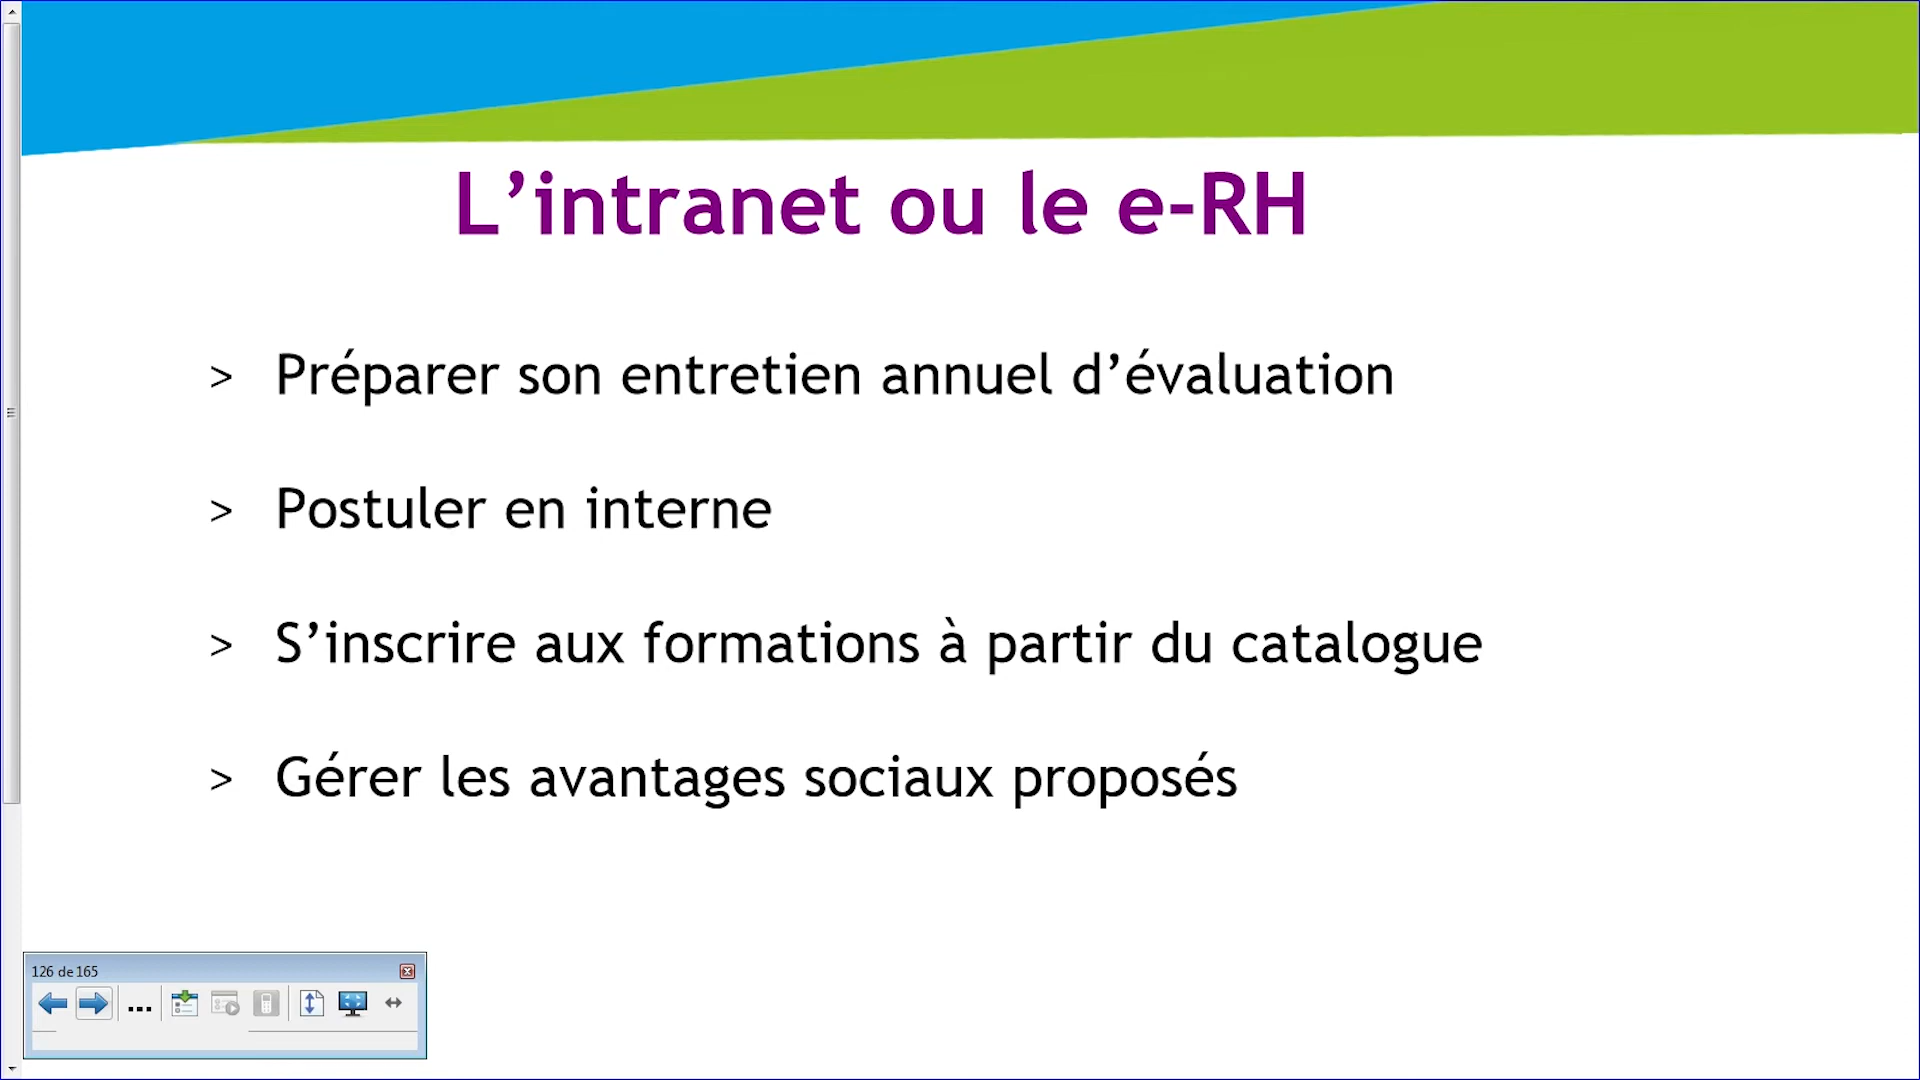 L’intranet ou le e-RH
> Préparer son entretien annuel d’évaluation
> Postuler en interne
> S’inscrire aux formations à partir du catalogue
> Gérer les avantages sociaux proposés
126 de 165